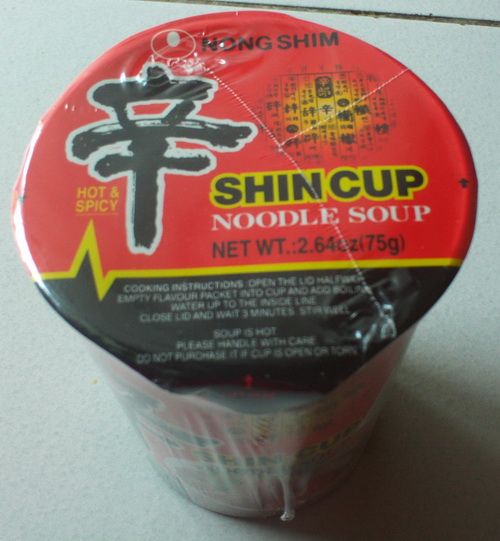 NONG SHIM
辛
HOT &
SPICY
SHIN CUP
NOODLE SOUP
NET WT.:2.64oz(75g)
COOKING INSTRUCTIONS: OPEN THE LID HALFWAY
EMPTY FLAVOUR PACKET INTO CUP AND ADD BOILING
WATER UP TO THE INSIDE LINE
CLOSE LID AND WAIT 3 MINUTES STIR WELL
SOUP IS HOT
PLEASE HANDLE WITH CARE
DO NOT PURCHASE IT IF CUP IS OPEN OR TORN
SHIN CUP